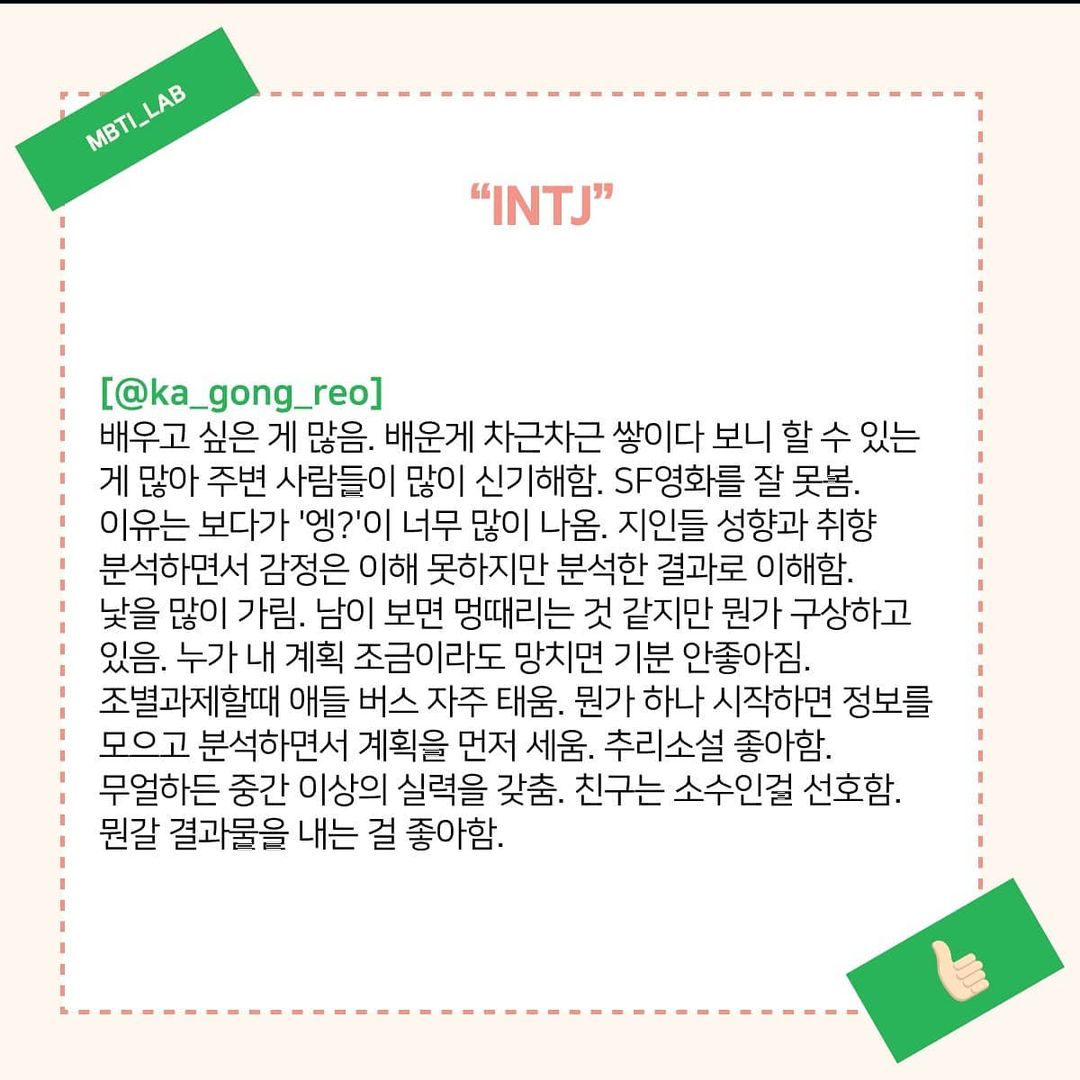 MBTI_LAB
“INTJ”
[@ka_gong_reo]
배우고 싶은 게 많음. 배운게 차근차근 쌓이다 보니 할 수 있는
게 많아 주변 사람들이 많이 신기해함. SF영화를 잘 못봄.
이유는 보다가 '엥?'이 너무 많이 나옴. 지인들 성향과 취향
분석하면서 감정은 이해 못하지만 분석한 결과로 이해함.
낯을 많이 가림. 남이 보면 멍때리는 것 같지만 뭔가 구상하고
있음. 누가 내 계획 조금이라도 망치면 기분 안좋아짐.
조별과제할때 애들 버스 자주 태움. 뭔가 하나 시작하면 정보를
모으고 분석하면서 계획을 먼저 세움. 추리소설 좋아함.
무얼하든 중간 이상의 실력을 갖춤. 친구는 소수인걸 선호함.
뭔갈 결과물을 내는 걸 좋아함.